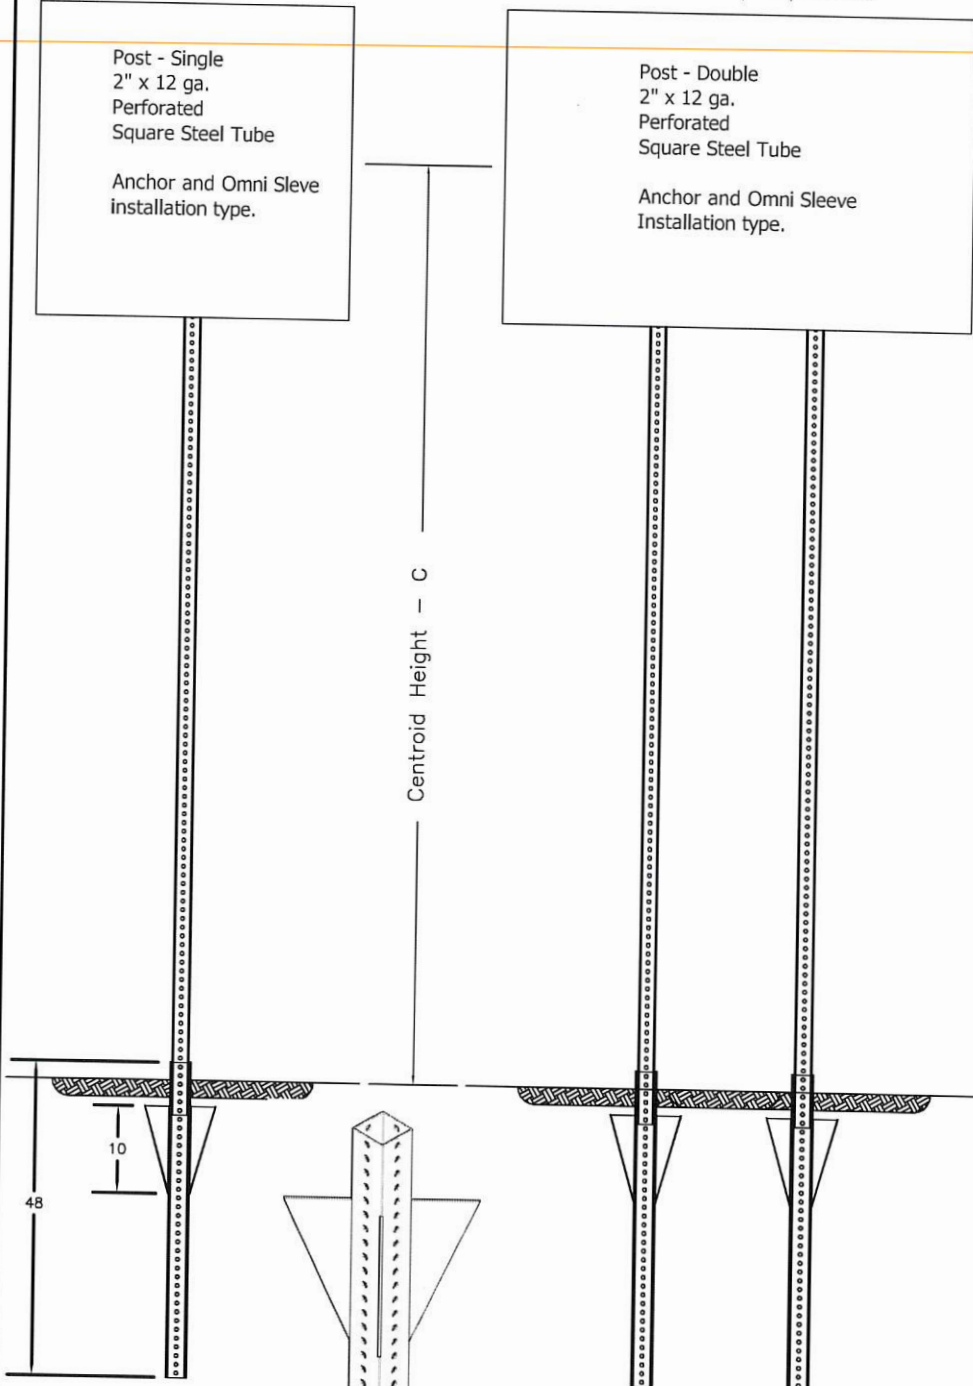 Post - Single
2" x 12 ga.
Perforated
Square Steel Tube
Anchor and Omni Sleve
installation type.
Post - Double
2" x 12 ga.
Perforated
Square Steel Tube
Anchor and Omni Sleeve
Installation type.
Centroid Height - C
10
48